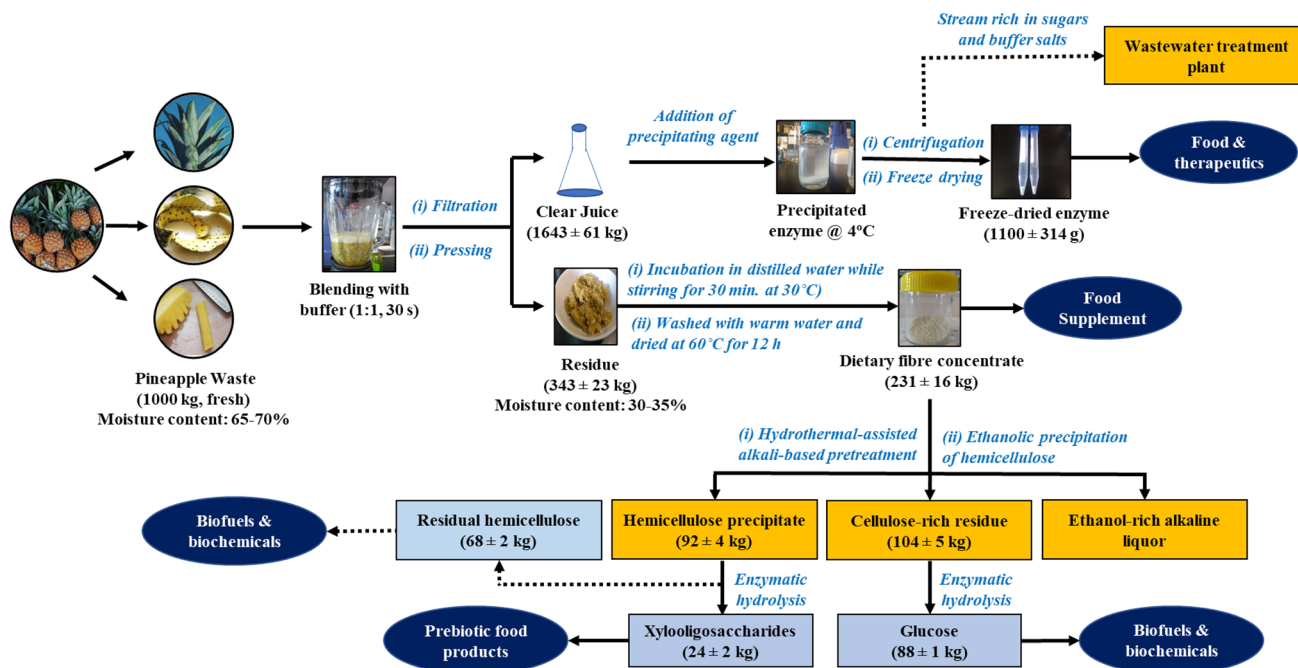 Stream rich in sugars
and buffer salts
Wastewater treatment
plant
Addition of
precipitating agent
(i) Centrifugation
(ii) Freeze drying
Food &
therapeutics
(i) Filtration
(ii) Pressing
Clear Juice
(1643 ± 61 kg)
Precipitated
enzyme @ 4°C
Freeze-dried enzyme
(1100 ± 314 g)
Blending with
buffer (1:1, 30 s)
(i) Incubation in distilled water while
stirring for 30 min. at 30°C)
(ii) Washed with warm water and
dried at 60°C for 12 h
Food
Supplement
Pineapple Waste
(1000 kg, fresh)
Moisture content: 65-70%
Residue
(343 ± 23 kg)
Moisture content: 30-35%
Dietary fibre concentrate
(231 ± 16 kg)
(i) Hydrothermal-assisted
alkali-based pretreatment
(ii) Ethanolic precipitation
of hemicellulose
Biofuels &
biochemicals
Residual hemicellulose
(68 ± 2 kg)
Hemicellulose precipitate
(92 ± 4 kg)
Cellulose-rich residue
(104 ± 5 kg)
Ethanol-rich alkaline
liquor
Enzymatic
hydrolysis
Enzymatic
hydrolysis
Prebiotic food
products
Xylooligosaccharides
(24 ± 2 kg)
Glucose
(88 ± 1 kg)
Biofuels &
biochemicals